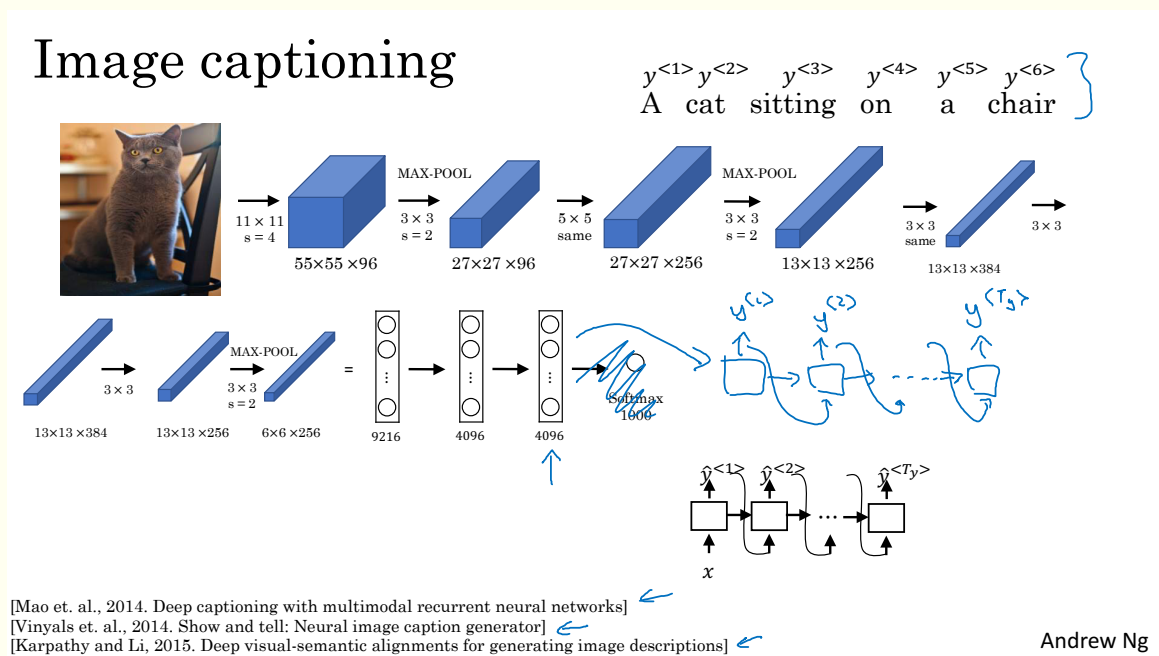 Image captioning
y<1> y<2> y<3> y<4> y<5> y<6>
A cat sitting on a chair
MAX-POOL
MAX-POOL
11 × 11
s = 4
3 × 3
s = 2
5 × 5
same
3 × 3
s = 2
3 × 3
same
3 × 3
55×55 ×96
27×27 ×96
27×27 ×256
13×13 ×256
13×13 ×384
y<1> y<2> y<Ty>
MAX-POOL
3 × 3
3 × 3
s = 2
=
Softmax
1000
13×13 ×384
13×13 ×256
6×6 ×256
9216
4096
4096
ŷ<1> ŷ<2> ŷ<Ty>
...
x
[Mao et. al., 2014. Deep captioning with multimodal recurrent neural networks]
[Vinyals et. al., 2014. Show and tell: Neural image caption generator]
[Karpathy and Li, 2015. Deep visual-semantic alignments for generating image descriptions]
Andrew Ng